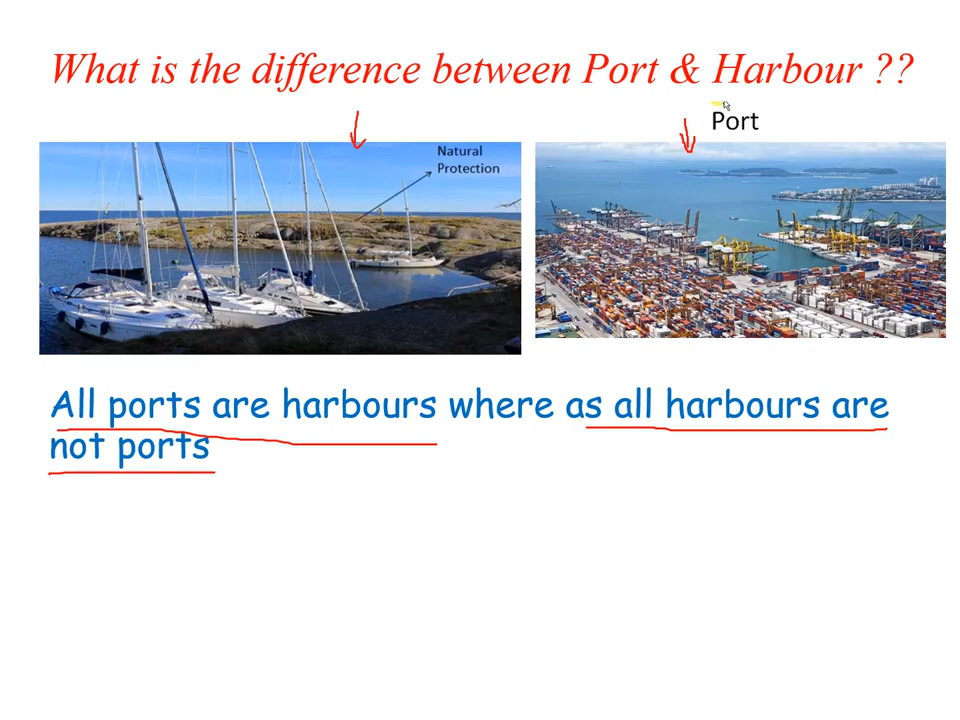 What is the difference between Port & Harbour ??
Port
Natural
Protection
All ports are harbours where as all harbours are
not ports